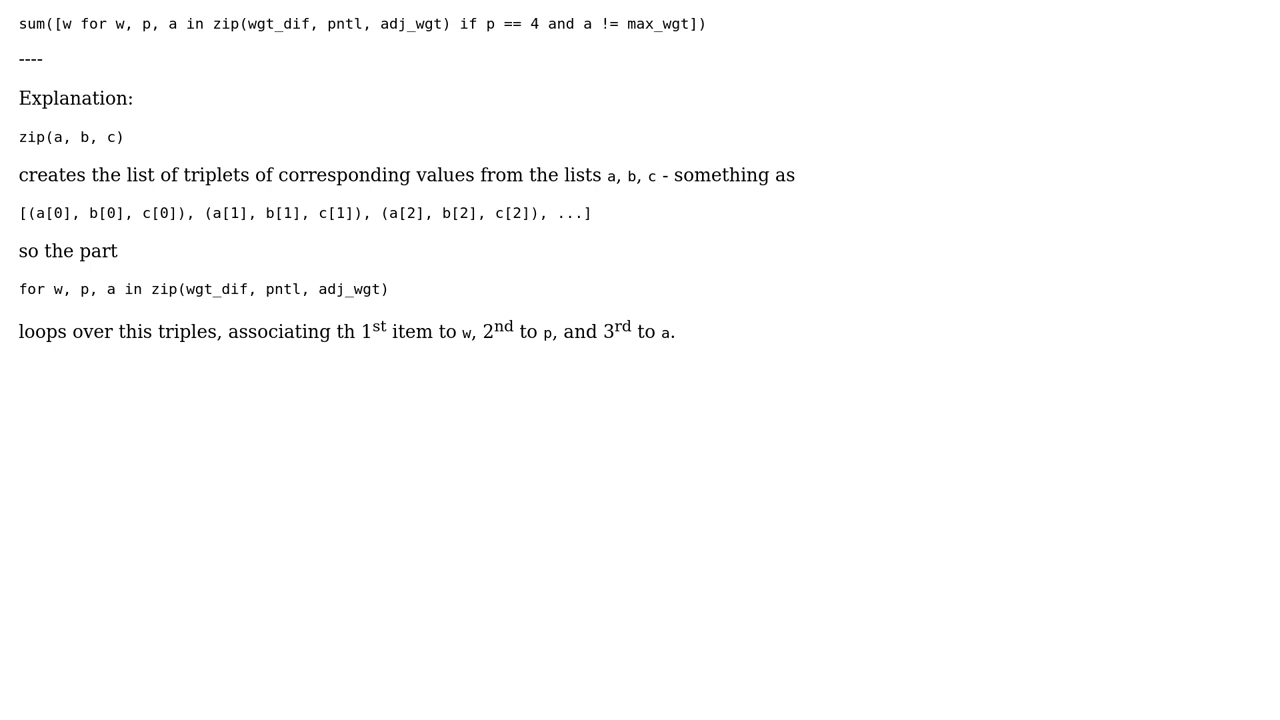 sum([w for w, p, a in zip(wgt_dif, pntl, adj_wgt) if p == 4 and a != max_wgt])
----
Explanation:
zip(a, b, c)
creates the list of triplets of corresponding values from the lists a, b, c - something as
[(a[0], b[0], c[0]), (a[1], b[1], c[1]), (a[2], b[2], c[2]), ...]
so the part
for w, p, a in zip(wgt_dif, pntl, adj_wgt)
loops over this triples, associating th 1st item to w, 2nd to p, and 3rd to a.